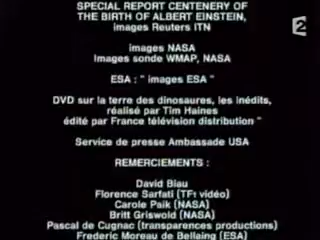 SPECIAL REPORT CENTENERY OF
THE BIRTH OF ALBERT EINSTEIN,
images Reuters ITN
2
images NASA
Images sonde WMAP, NASA
ESA : " images ESA "
DVD sur la terre des dinosaures, les inédits,
réalisé par Tim Haines
édité par France télévision distribution "
Service de presse Ambassade USA
REMERCIEMENTS :
David Blau
Florence Sarfati (TF1 vidéo)
Carole Paik (NASA)
Britt Griswold (NASA)
Pascal de Cugnac (transparences productions)
Frederic Moreau de Bellaing (ESA)